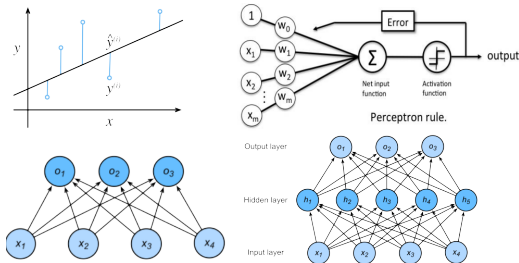 y
ŷ⁽ⁱ⁾
y⁽ⁱ⁾
x
1
x₁
x₂
⋮
xₘ
w₀
w₁
w₂
wₘ
Σ
Error
output
Net input
function
Activation
function
Perceptron rule.
o₁ o₂ o₃
x₁ x₂ x₃ x₄
Output layer
o₁ o₂ o₃
Hidden layer
h₁ h₂ h₃ h₄ h₅
Input layer
x₁ x₂ x₃ x₄